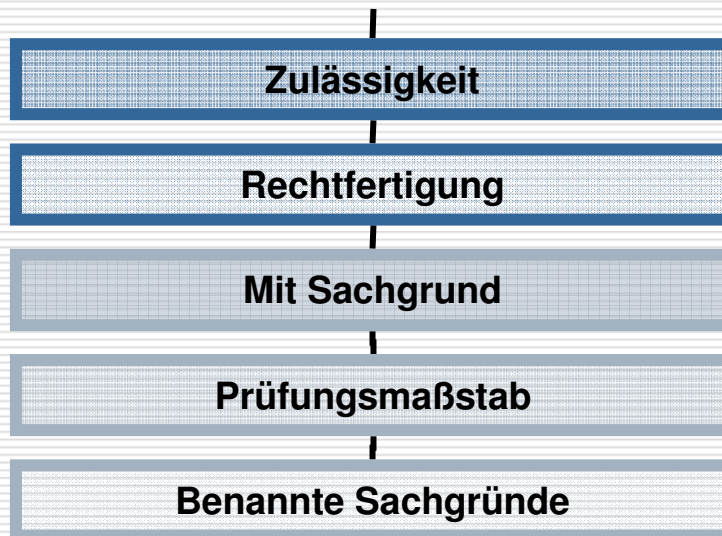 Zulässigkeit
Rechtfertigung
Mit Sachgrund
Prüfungsmaßstab
Benannte Sachgründe